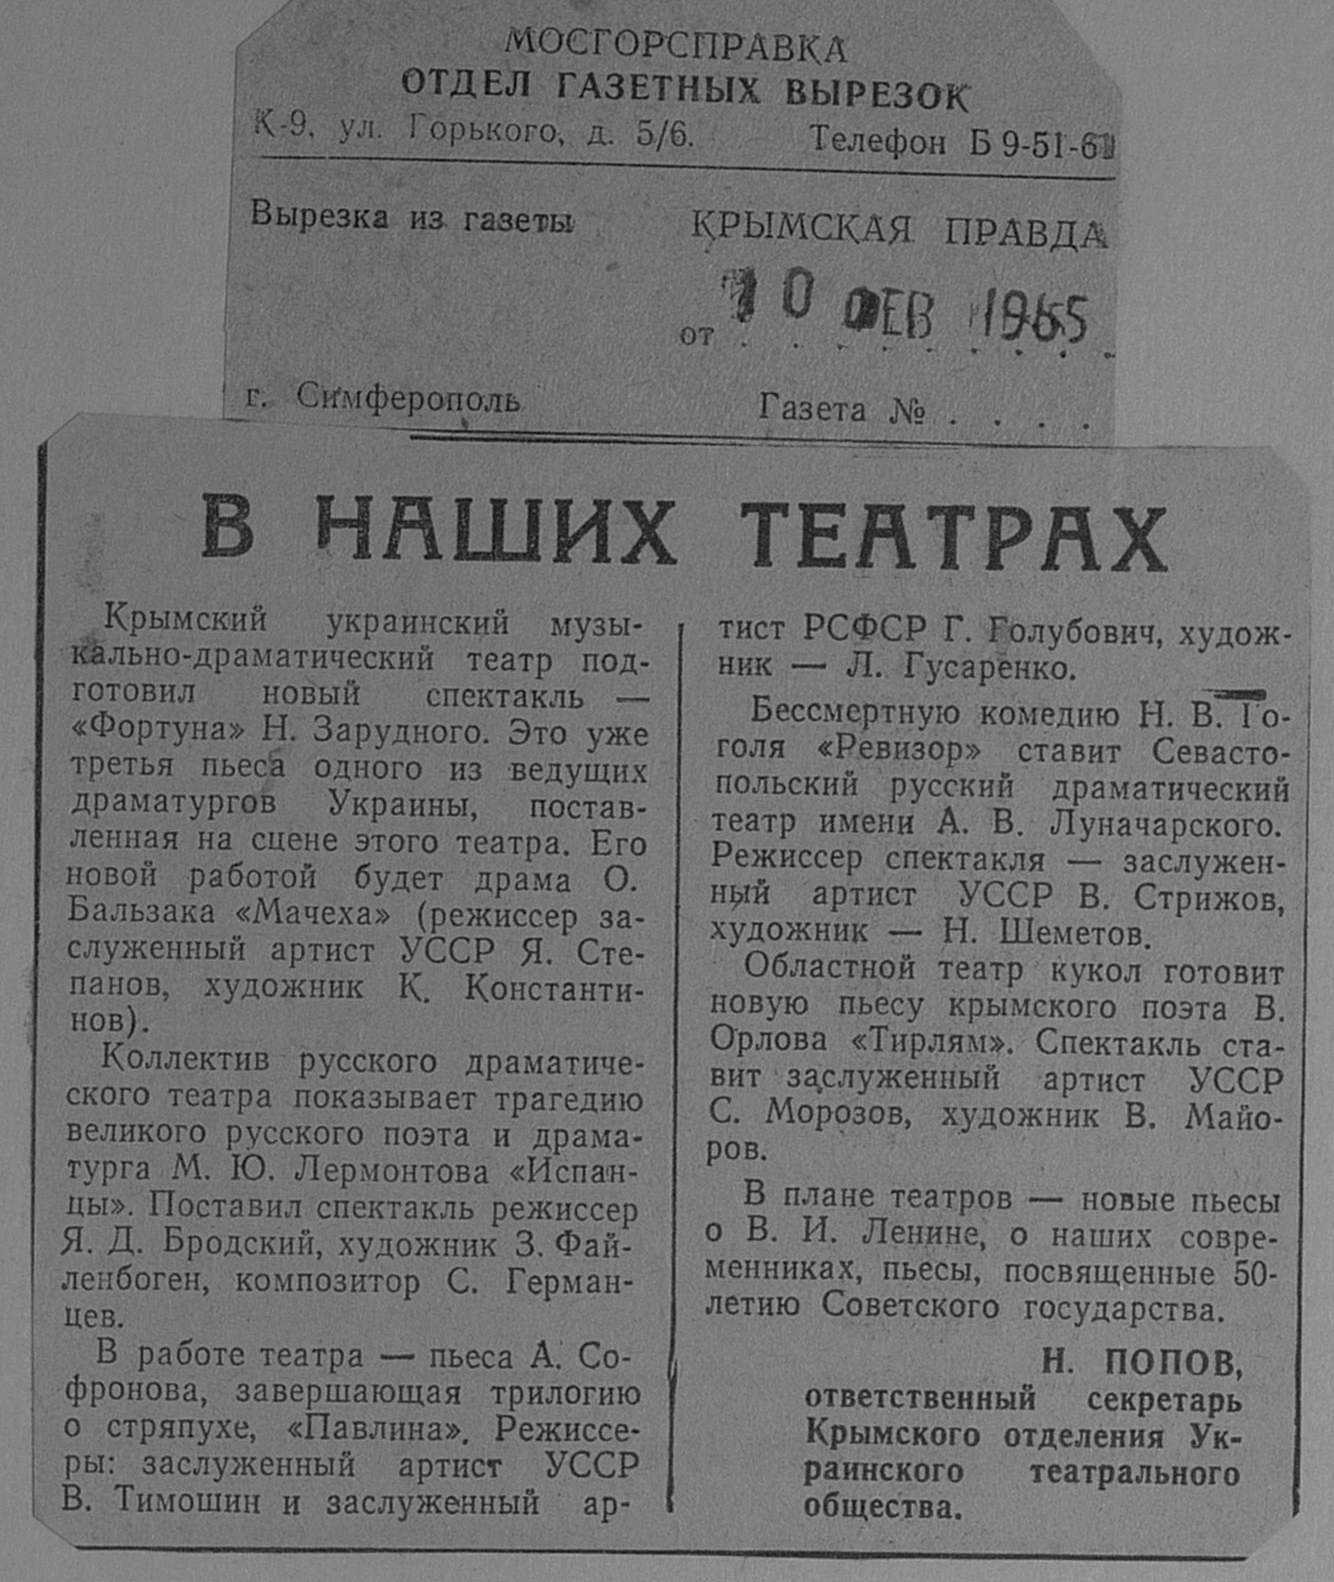 МОСГОРСПРАВКА
ОТДЕЛ ГАЗЕТНЫХ ВЫРЕЗОК
К-9, ул. Горького, д. 5/6. Телефон Б 9-51-61
Вырезка из газеты КРЫМСКАЯ ПРАВДА
от 10 ФЕВ 1965
г. Симферополь Газета № . . . .
В НАШИХ ТЕАТРАХ
Крымский украинский музы-
кально-драматический театр под-
готовил новый спектакль —
«Фортуна» Н. Зарудного. Это уже
третья пьеса одного из ведущих
драматургов Украины, постав-
ленная на сцене этого театра. Его
новой работой будет драма О.
Бальзака «Мачеха» (режиссер за-
служенный артист УССР Я. Сте-
панов, художник К. Константи-
нов).
Коллектив русского драматиче-
ского театра показывает трагедию
великого русского поэта и драма-
турга М. Ю. Лермонтова «Испан-
цы». Поставил спектакль режиссер
Я. Д. Бродский, художник З. Фай-
ленбоген, композитор С. Герман-
цев.
В работе театра — пьеса А. Со-
фронова, завершающая трилогию
о стряпухе, «Павлина». Режиссе-
ры: заслуженный артист УССР
В. Тимошин и заслуженный ар-
тист РСФСР Г. Голубович, худож-
ник — Л. Гусаренко.
Бессмертную комедию Н. В. Го-
голя «Ревизор» ставит Севасто-
польский русский драматический
театр имени А. В. Луначарского.
Режиссер спектакля — заслужен-
ный артист УССР В. Стрижов,
художник — Н. Шеметов.
Областной театр кукол готовит
новую пьесу крымского поэта В.
Орлова «Тирлям». Спектакль ста-
вит заслуженный артист УССР
С. Морозов, художник В. Майо-
ров.
В плане театров — новые пьесы
о В. И. Ленине, о наших совре-
менниках, пьесы, посвященные 50-
летию Советского государства.
Н. ПОПОВ,
ответственный секретарь
Крымского отделения Ук-
раинского театрального
общества.